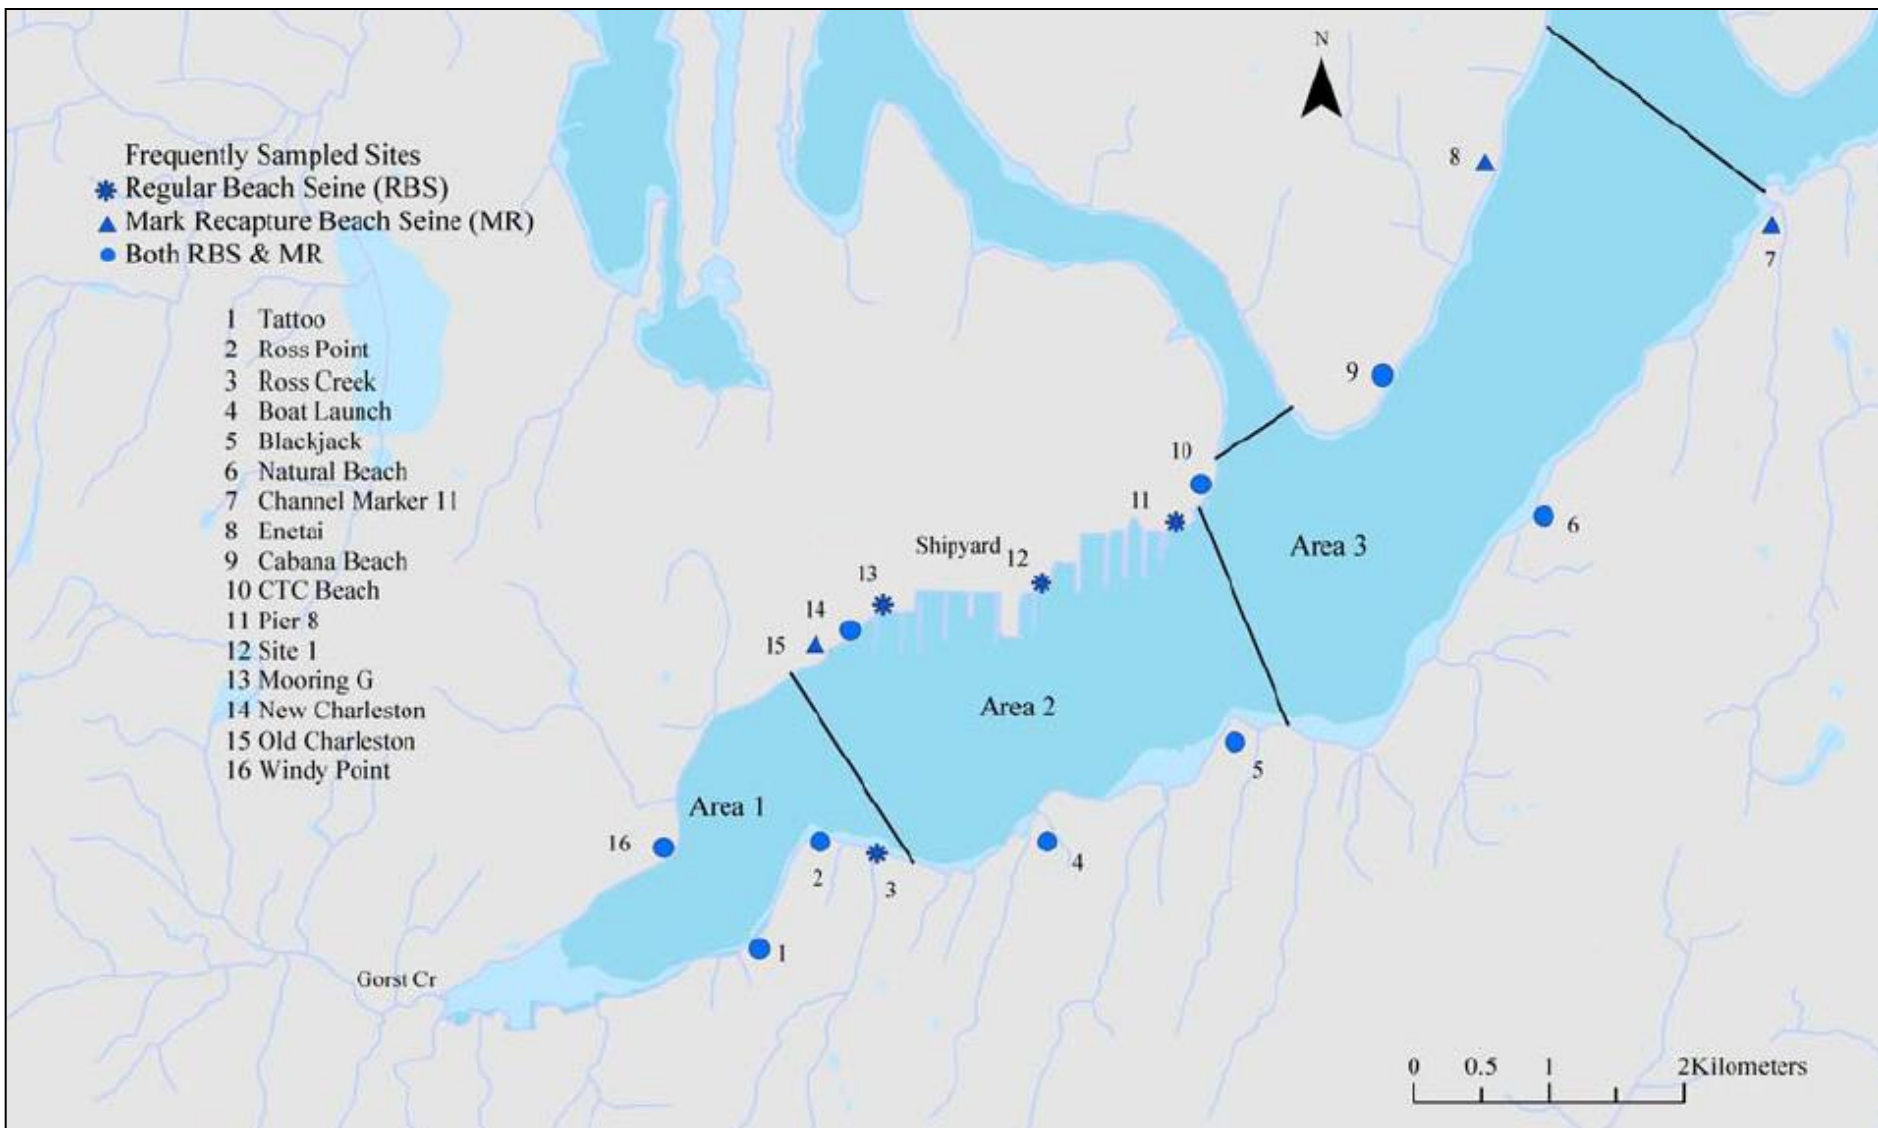 N
Frequently Sampled Sites
Regular Beach Seine (RBS)
Mark Recapture Beach Seine (MR)
Both RBS & MR
1 Tattoo
2 Ross Point
3 Ross Creek
4 Boat Launch
5 Blackjack
6 Natural Beach
7 Channel Marker 11
8 Enetai
9 Cabana Beach
10 CTC Beach
11 Pier 8
12 Site 1
13 Mooring G
14 New Charleston
15 Old Charleston
16 Windy Point
8
7
9
10
11
6
Area 3
Shipyard
12
13
14
15
Area 2
5
Area 1
16
2
3
4
1
Gorst Cr
0 0.5 1 2Kilometers